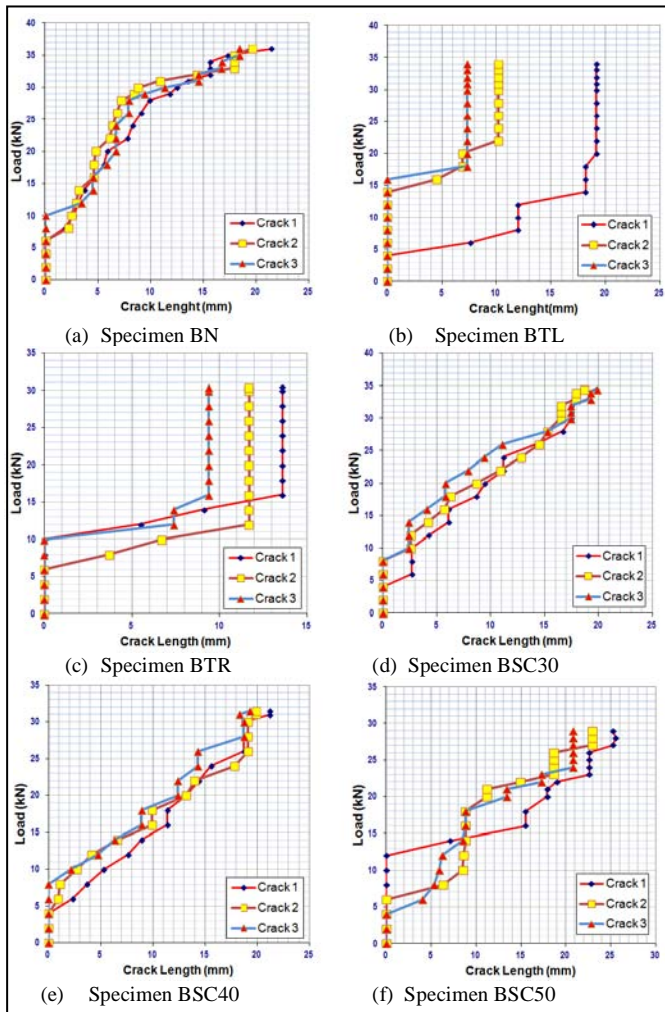 40
35
30
25
20
15
10
5
0
Load (kN)
Crack 1
Crack 2
Crack 3
0 5 10 15 20 25
Crack Lenght (mm)
(a) Specimen BN
40
35
30
25
20
15
10
5
0
Load (kN)
Crack 1
Crack 2
Crack 3
0 5 10 15 20 25
Crack Lenght(mm)
(b) Specimen BTL
35
30
25
20
15
10
5
0
Load (kN)
Crack 1
Crack 2
Crack 3
0 5 10 15
Crack Length (mm)
(c) Specimen BTR
40
35
30
25
20
15
10
5
0
Load (kN)
Crack 1
Crack 2
Crack 3
0 5 10 15 20 25
Crack Length (mm)
(d) Specimen BSC30
35
30
25
20
15
10
5
0
Load (kN)
Crack 1
Crack 2
Crack 3
0 5 10 15 20 25
Crack Length (mm)
(e) Specimen BSC40
35
30
25
20
15
10
5
0
Load (kN)
Crack 1
Crack 2
Crack 3
0 5 10 15 20 25 30
Crack Length (mm)
(f) Specimen BSC50